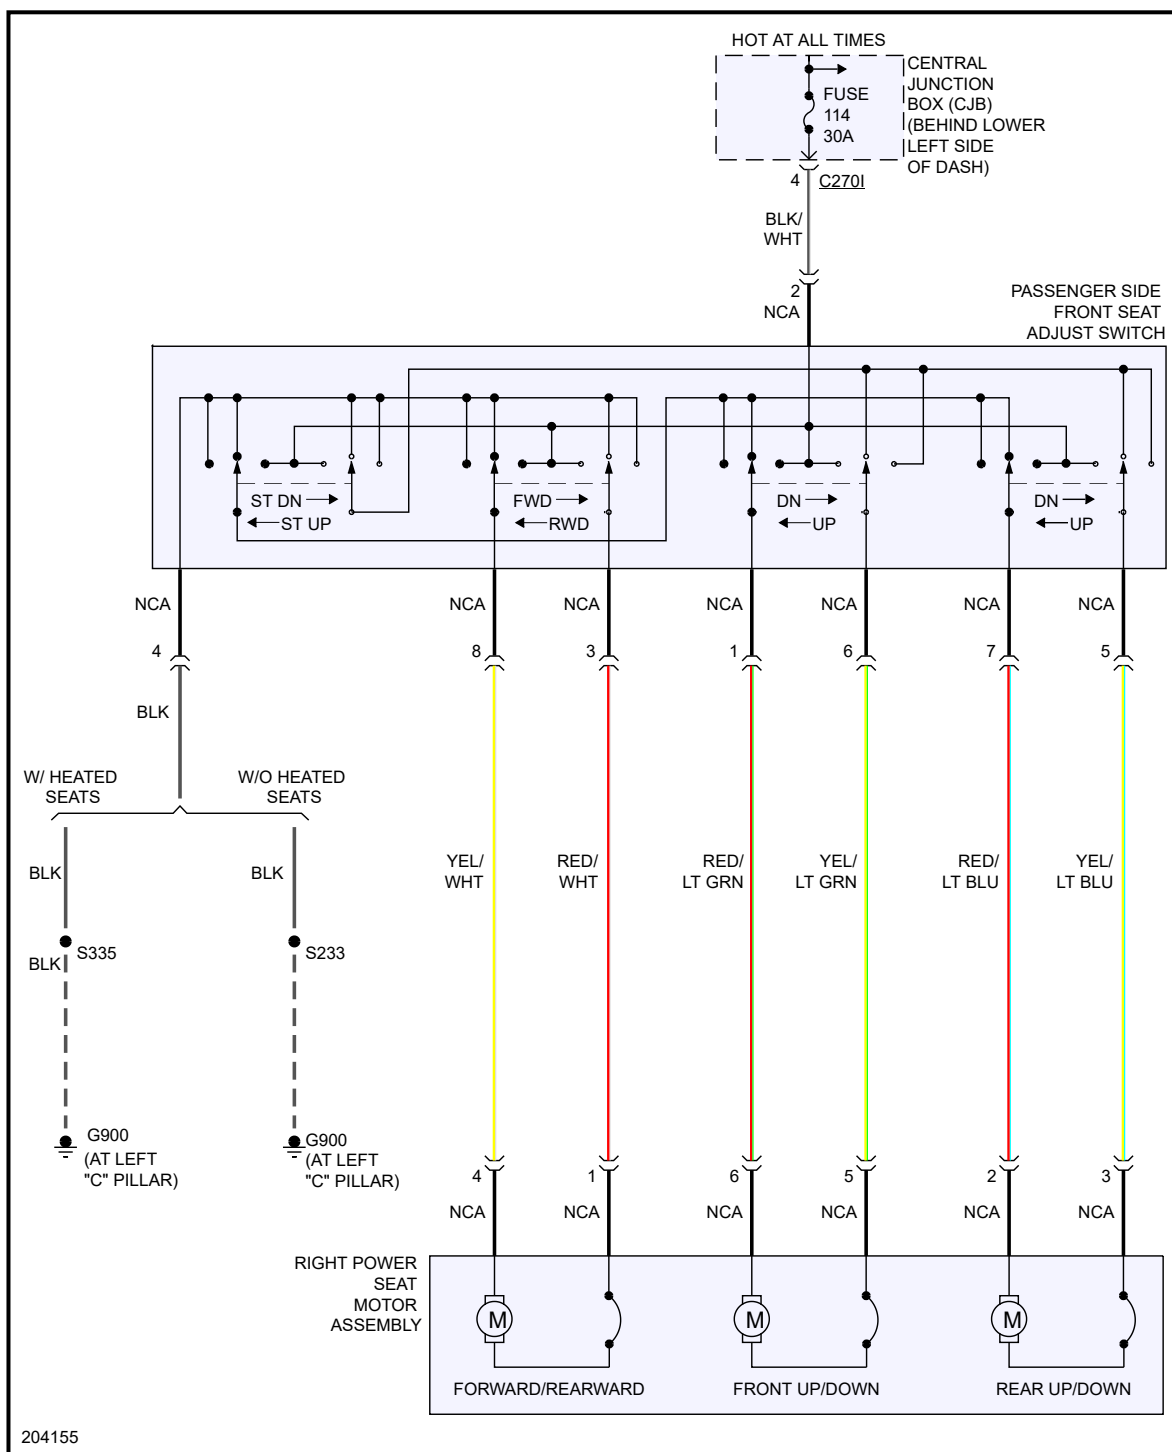 HOT AT ALL TIMES
CENTRAL
JUNCTION
BOX (CJB)
(BEHIND LOWER
LEFT SIDE
OF DASH)
FUSE
114
30A
4 C270I
BLK/
WHT
2
NCA
PASSENGER SIDE
FRONT SEAT
ADJUST SWITCH
ST DN
ST UP
FWD
RWD
DN
UP
DN
UP
NCA NCA NCA NCA NCA NCA NCA
4 8 3 1 6 7 5
BLK
W/ HEATED
SEATS
W/O HEATED
SEATS
BLK
BLK
YEL/
WHT
RED/
WHT
RED/
LT GRN
YEL/
LT GRN
RED/
LT BLU
YEL/
LT BLU
S335
S233
BLK
G900
(AT LEFT
"C" PILLAR)
G900
(AT LEFT
"C" PILLAR)
4 1 6 5 2 3
NCA NCA NCA NCA NCA NCA
RIGHT POWER
SEAT
MOTOR
ASSEMBLY
M M M
FORWARD/REARWARD
FRONT UP/DOWN
REAR UP/DOWN
204155